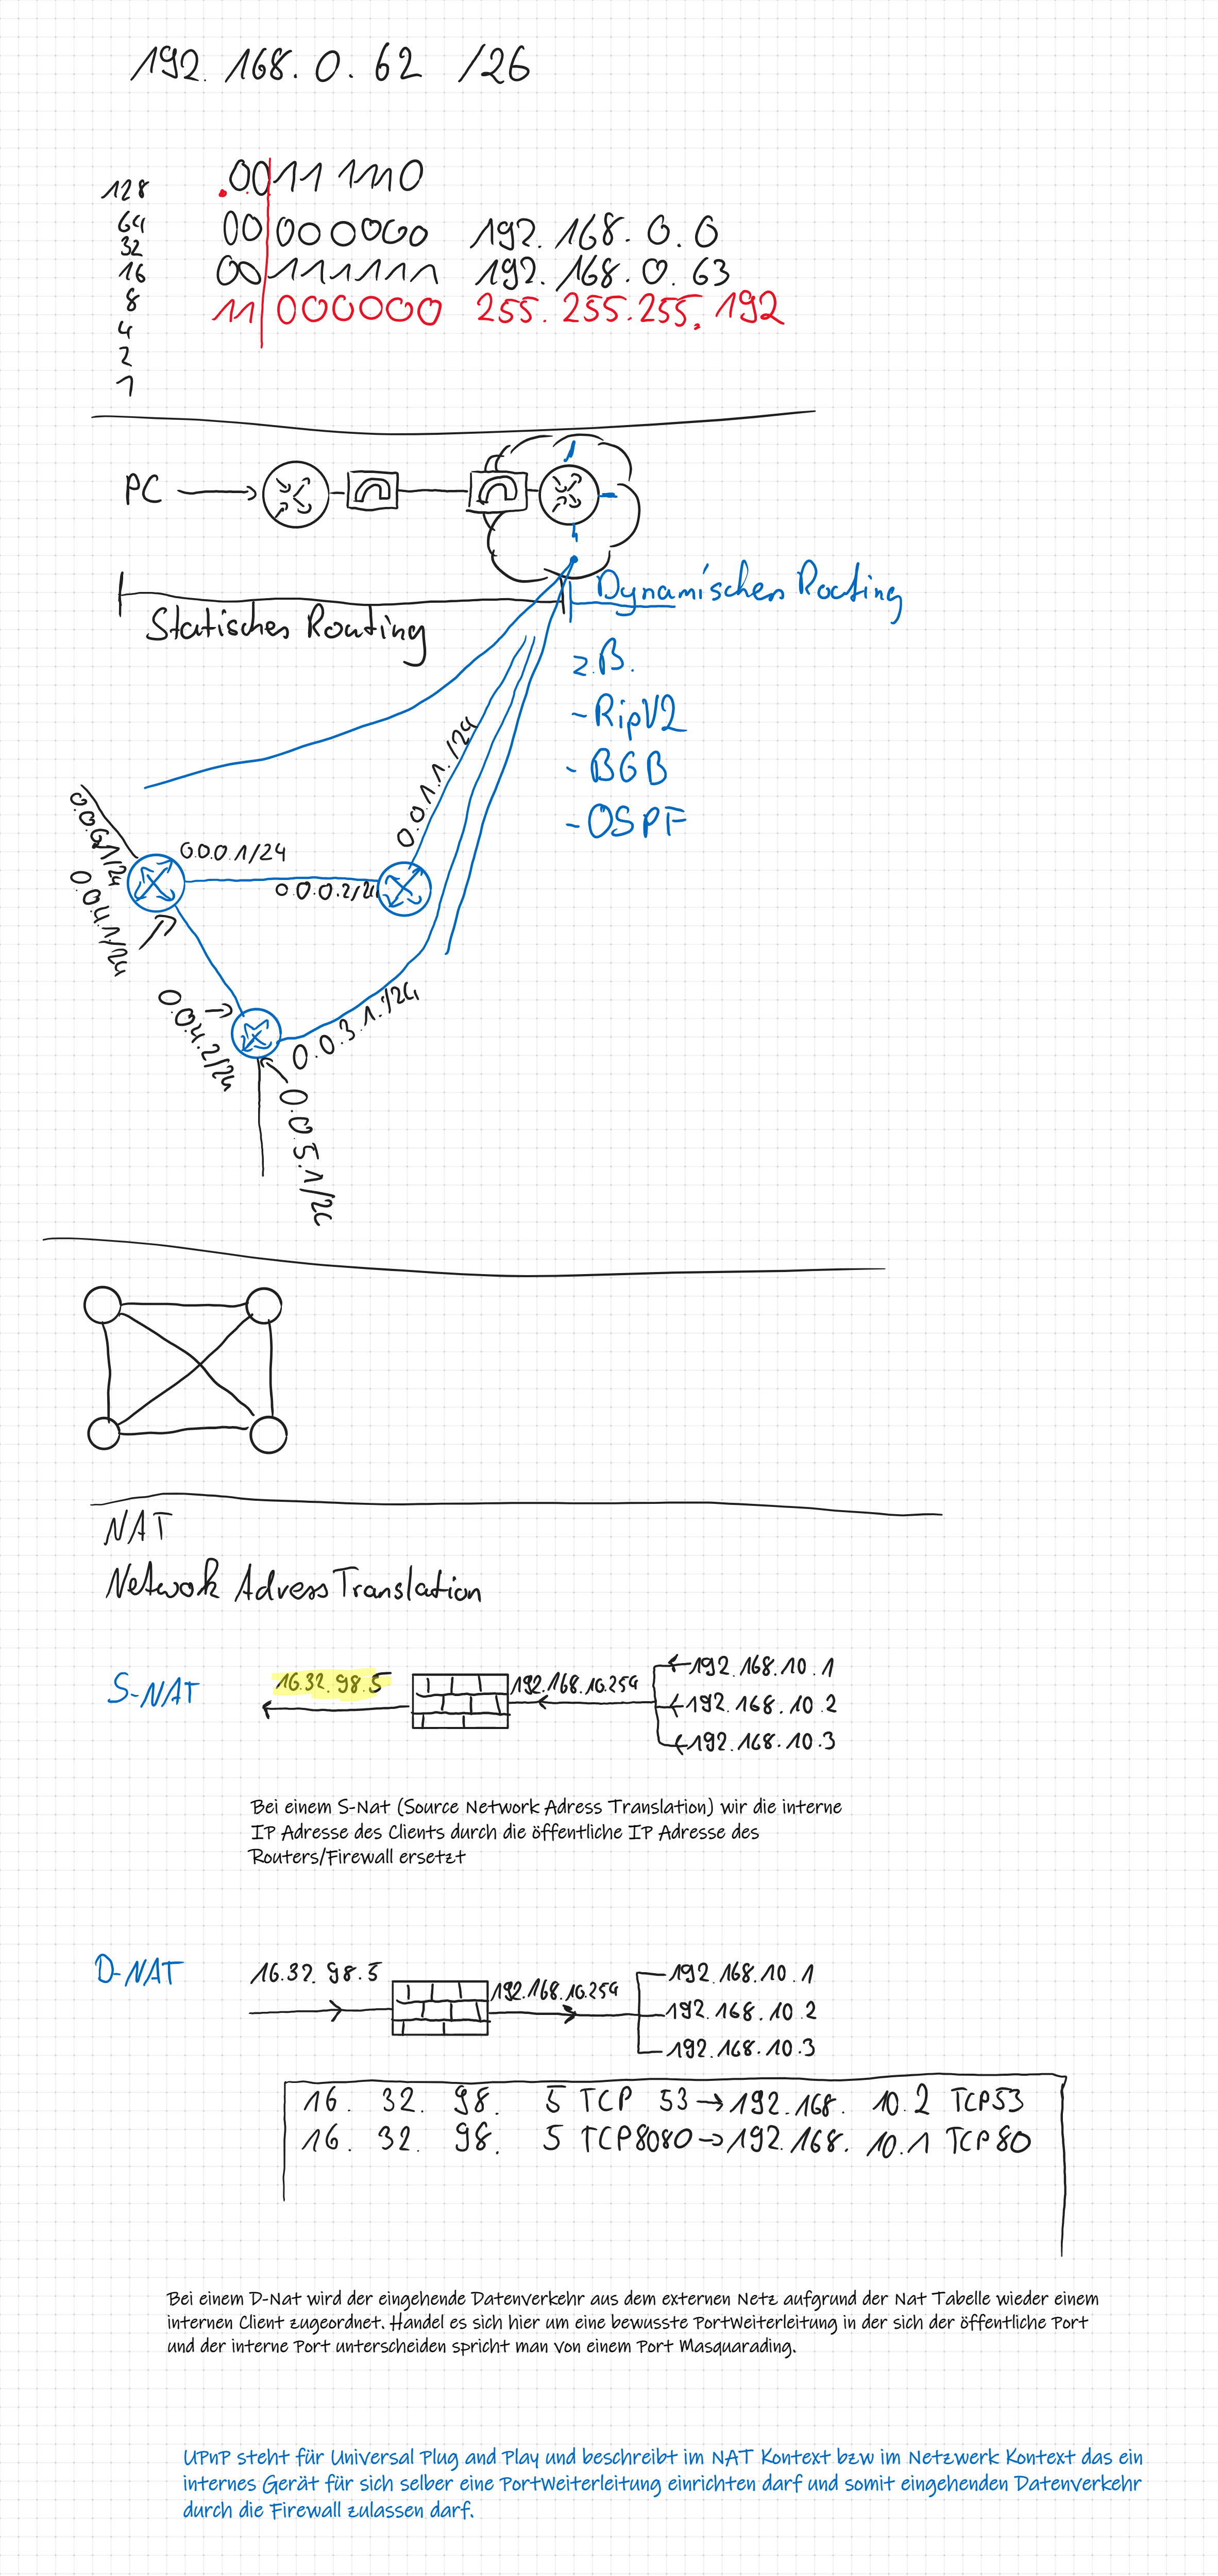 192. 168. 0. 62 /26
128
64
32
16
8
4
2
1
.0011 1110
00 000000 192. 168. 0. 0
00 111111 192. 168. 0. 63
11 000000 255. 255. 255. 192
PC
Statisches Routing
Dynamisches Routing
z.B.
- RipV2
- BGB
- OSPF
0.0.1.1./24
0.0.0.1/24
0.0.0.2/24
0.0.4.1/24
0.0.4.2/24
0.0.3.1./24
0.0.5.1/24
NAT
Network Adress Translation
S-NAT
16.32.98.5
192.168.10.254
192.168.10.1
192.168.10.2
192.168.10.3
Bei einem S-Nat (Source Network Adress Translation) wir die interne
IP Adresse des Clients durch die öffentliche IP Adresse des
Routers/Firewall ersetzt
D-NAT
16.32.98.5
192.168.10.254
192.168.10.1
192.168.10.2
192.168.10.3
16. 32. 98. 5 TCP 53 → 192.168. 10.2 TCP53
16. 32. 98. 5 TCP8080 → 192.168. 10.1 TCP80
Bei einem D-Nat wird der eingehende Datenverkehr aus dem externen Netz aufgrund der Nat Tabelle wieder einem
internen Client zugeordnet. Handel es sich hier um eine bewusste PortWeiterleitung in der sich der öffentliche Port
und der interne Port unterscheiden spricht man von einem Port Masquarading.
UPnP steht für Universal Plug and Play und beschreibt im NAT Kontext bzw im Netzwerk Kontext das ein
internes Gerät für sich selber eine PortWeiterleitung einrichten darf und somit eingehenden Datenverkehr
durch die Firewall zulassen darf.